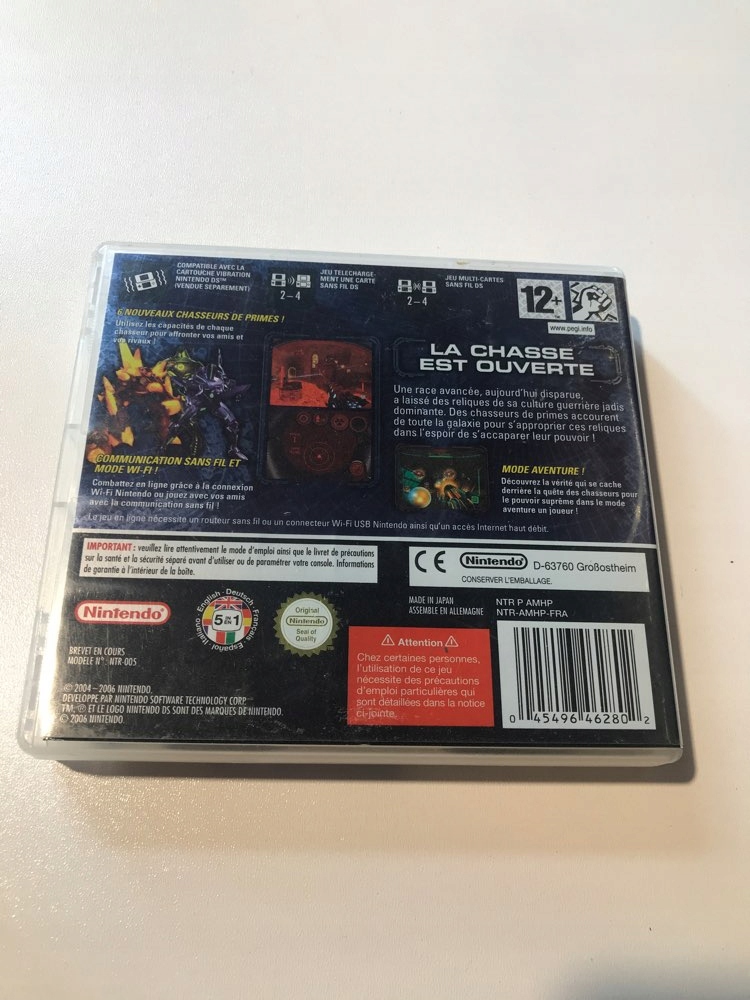 COMPATIBLE AVEC LA
CARTOUCHE VIBRATION
NINTENDO DS™
(VENDUE SEPAREMENT)
2-4
JEU TELECHARGE-
MENT UNE CARTE
SANS FIL DS
2-4
JEU MULTI-CARTES
SANS FIL DS
12+
www.pegi.info
6 NOUVEAUX CHASSEURS DE PRIMES !
Utilisez les capacités de chaque
chasseur pour affronter vos amis et
vos rivaux !
LA CHASSE
EST OUVERTE
Une race avancée, aujourd'hui disparue,
a laissé des reliques de sa culture guerrière jadis
dominante. Des chasseurs de primes accourent
de toute la galaxie pour s'approprier ces reliques
dans l'espoir de s'accaparer leur pouvoir !
COMMUNICATION SANS FIL ET
MODE WI-FI !
Combattez en ligne grâce à la connexion
Wi-Fi Nintendo ou jouez avec vos amis
avec la communication sans fil !
MODE AVENTURE !
Découvrez la vérité qui se cache
derrière la quête des chasseurs pour
le pouvoir suprême dans le mode
aventure un joueur !
Le jeu en ligne nécessite un routeur sans fil ou un connecteur Wi-Fi USB Nintendo ainsi qu'un accès Internet haut débit.
IMPORTANT : veuillez lire attentivement le mode d'emploi ainsi que le livret de précautions
sur la santé et la sécurité séparé avant d'utiliser ou de paramétrer votre console. Informations
de garantie à l'intérieur de la boîte.
CE
Nintendo®
D-63760 Großostheim
CONSERVER L'EMBALLAGE.
Nintendo®
English • Deutsch • Français • Español • Italiano
5 IN 1
Original
Nintendo
Seal of
Quality
MADE IN JAPAN
ASSEMBLE EN ALLEMAGNE
NTR P AMHP
NTR-AMHP-FRA
BREVET EN COURS
MODELE N° : NTR-005
Attention
Chez certaines personnes,
l'utilisation de ce jeu
nécessite des précautions
d'emploi particulières qui
sont détaillées dans la notice
ci-jointe.
© 2004-2006 NINTENDO.
DEVELOPPE PAR NINTENDO SOFTWARE TECHNOLOGY CORP.
TM, ® ET LE LOGO NINTENDO DS SONT DES MARQUES DE NINTENDO.
© 2006 NINTENDO.
0 45496 46280 2